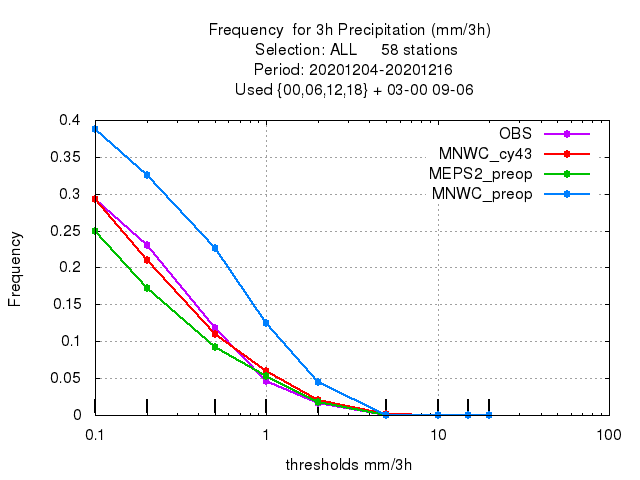 Frequency  for 3h Precipitation (mm/3h)
Selection: ALL     58 stations
Period: 20201204-20201216
Used {00,06,12,18} + 03-00 09-06
OBS
MNWC_cy43
MEPS2_preop
MNWC_preop
Frequency
0.4
0.35
0.3
0.25
0.2
0.15
0.1
0.05
0
0.1 1 10 100
thresholds mm/3h